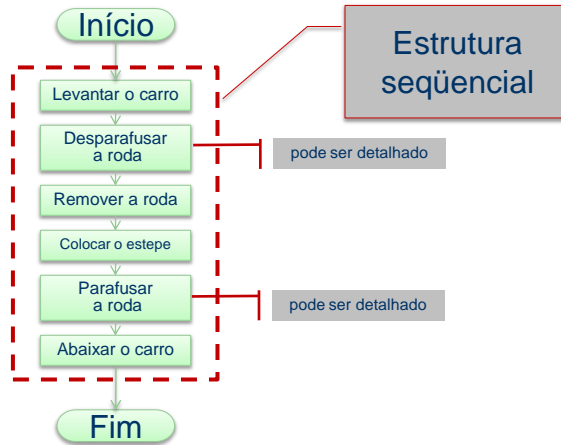 Início
Estrutura
seqüencial
Levantar o carro
Desparafusar
a roda
pode ser detalhado
Remover a roda
Colocar o estepe
Parafusar
a roda
pode ser detalhado
Abaixar o carro
Fim